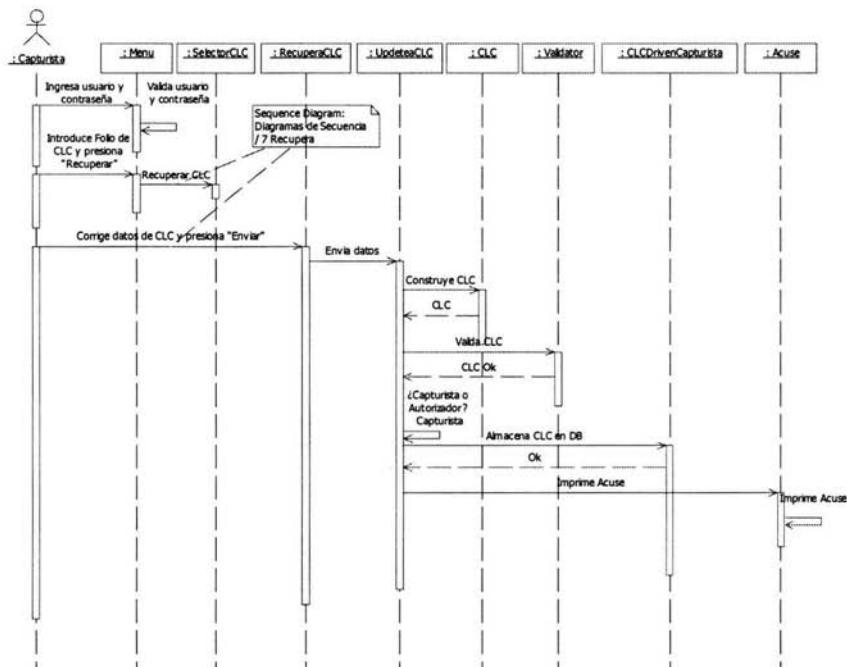 : Capturista
: Menu
: SelectorCLC
: RecuperaCLC
: UpdeteaCLC
: CLC
: Validator
: CLCDrivenCapturista
: Acuse
Ingresa usuario y
contraseña
Valida usuario
y contraseña
Sequence Diagram:
Diagramas de Secuencia
/ 7 Recupera
Introduce Folio de
CLC y presiona
"Recuperar"
Recuperar CLC
Corrige datos de CLC y presiona "Enviar"
Envia datos
Construye CLC
CLC
Valida CLC
CLC Ok
¿Capturista o
Autorizador?
Capturista
Almacena CLC en DB
Ok
Imprime Acuse
Imprime Acuse